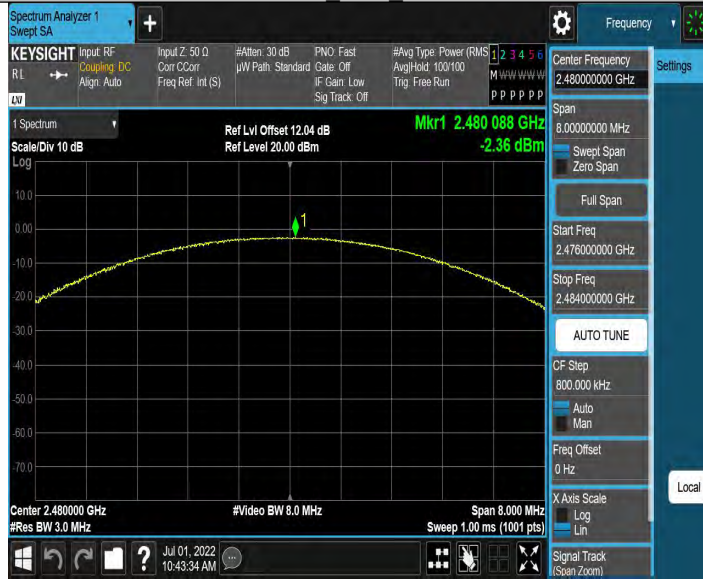 Spectrum Analyzer 1
Swept SA
+
Frequency
KEYSIGHT
RL
LXI
Input: RF
Coupling: DC
Align: Auto
Input Z: 50 Ω
Corr CCorr
Freq Ref: Int (S)
#Atten: 30 dB
µW Path: Standard
PNO: Fast
Gate: Off
IF Gain: Low
Sig Track: Off
#Avg Type: Power (RMS
Avg|Hold: 100/100
Trig: Free Run
1 2 3 4 5 6
M W W W W W
P P P P P P
1 Spectrum
Scale/Div 10 dB
Ref Lvl Offset 12.04 dB
Ref Level 20.00 dBm
Mkr1 2.480 088 GHz
-2.36 dBm
Log
10.0
0.00
-10.0
-20.0
-30.0
-40.0
-50.0
-60.0
-70.0
1
Center 2.480000 GHz
#Res BW 3.0 MHz
#Video BW 8.0 MHz
Span 8.000 MHz
Sweep 1.00 ms (1001 pts)
Center Frequency
2.480000000 GHz
Settings
Span
8.00000000 MHz
Swept Span
Zero Span
Full Span
Start Freq
2.476000000 GHz
Stop Freq
2.484000000 GHz
AUTO TUNE
CF Step
800.000 kHz
Auto
Man
Freq Offset
0 Hz
X Axis Scale
Log
Lin
Local
Signal Track
(Span Zoom)
?
Jul 01, 2022
10:43:34 AM